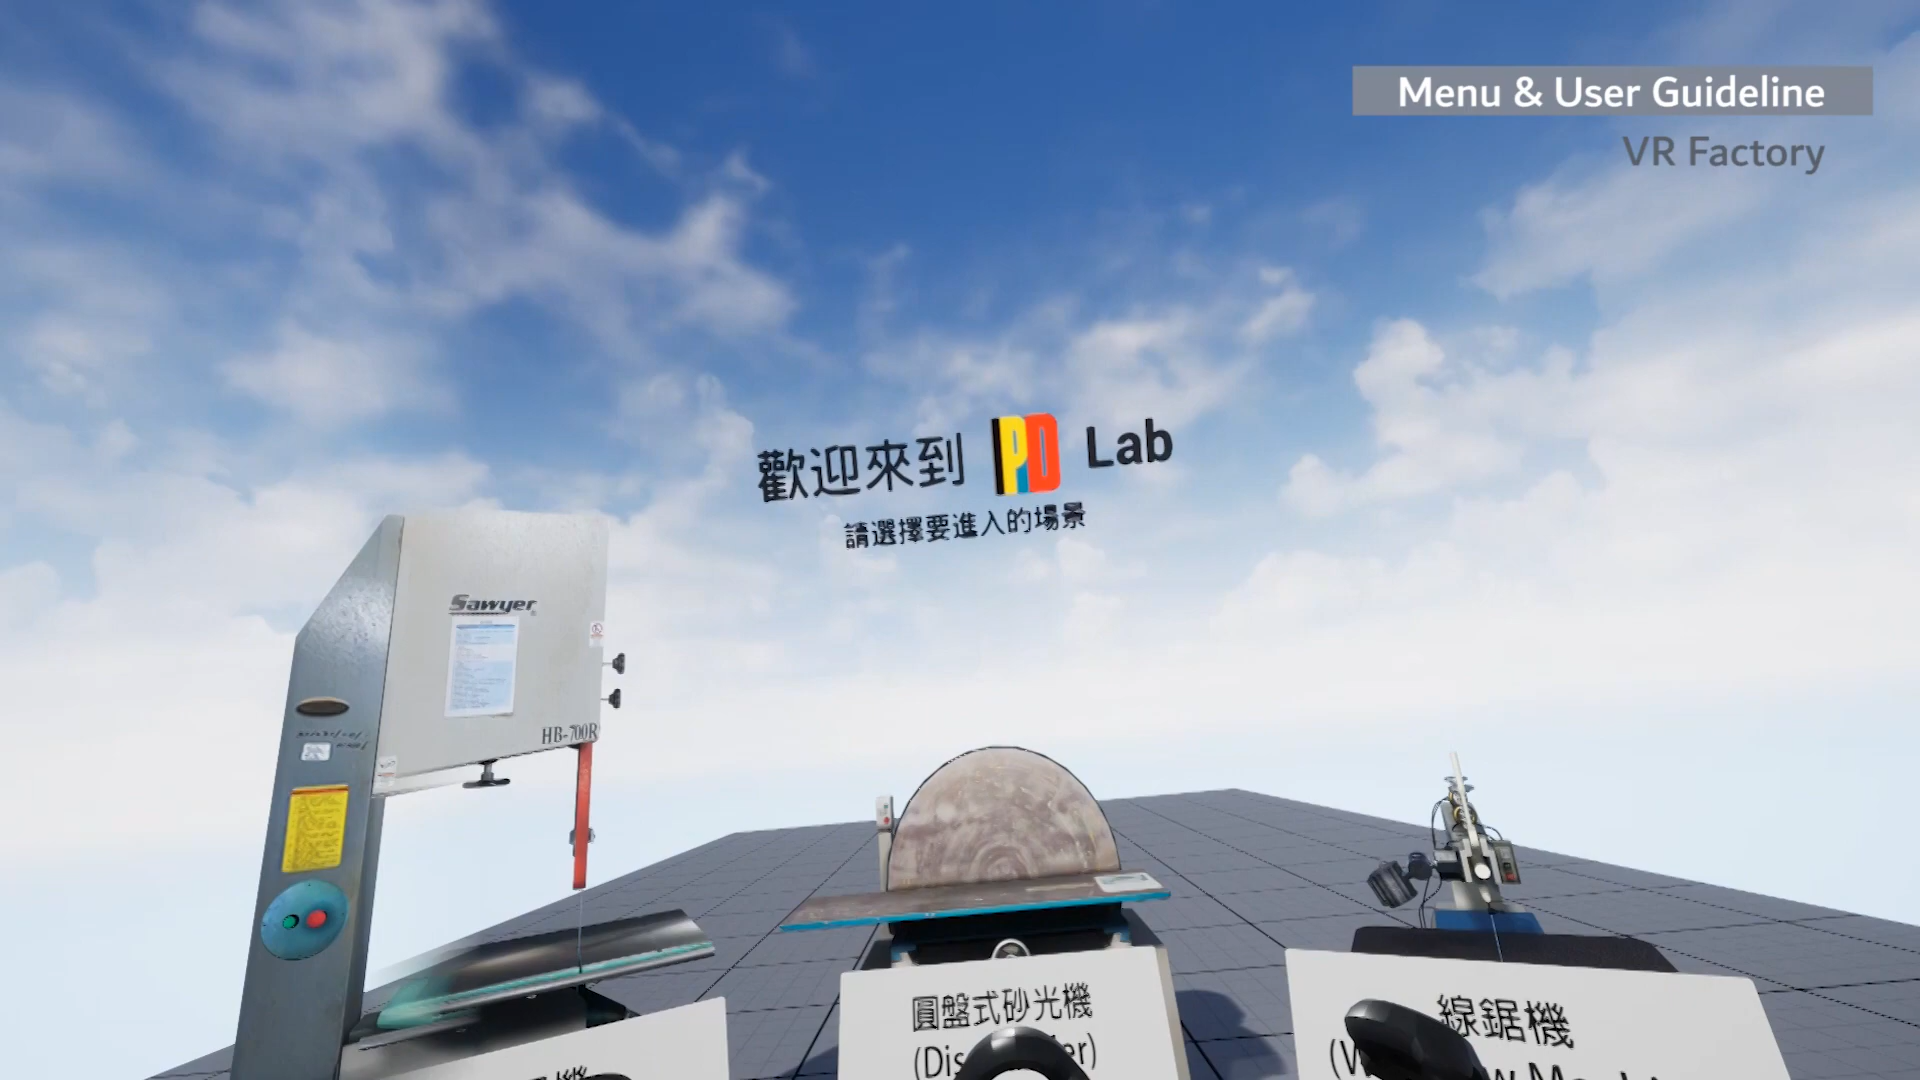 Menu & User Guideline
VR Factory
歡迎來到 PD Lab
請選擇要進入的場景
Sawyer
HB-700R
圓盤式砂光機
線鋸機
機